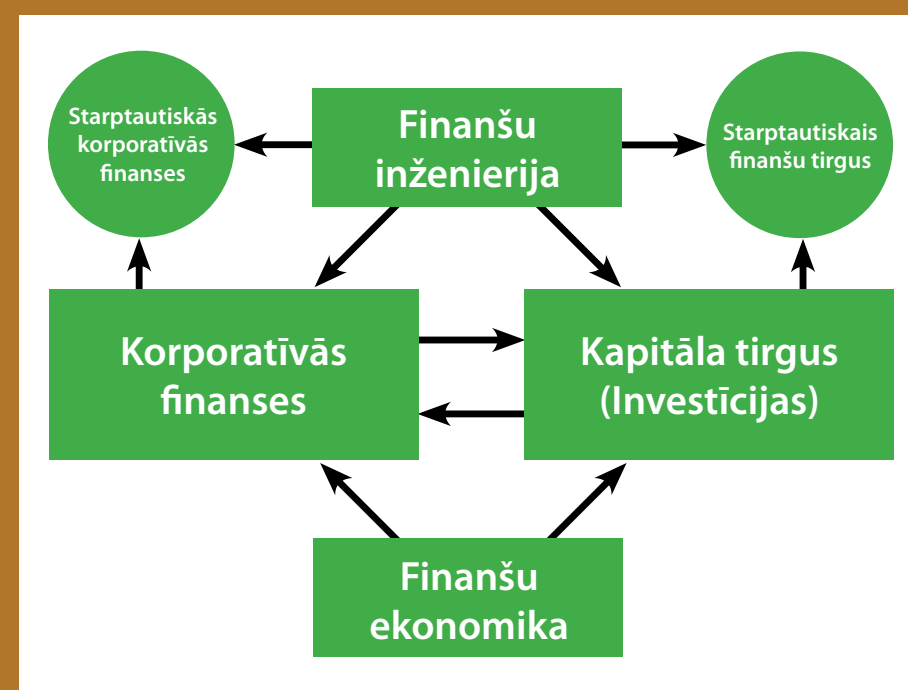 Starptautiskās
korporatīvās
finanses
Finanšu
inženierija
Starptautiskais
finanšu tirgus
Korporatīvās
finanses
Kapitāla tirgus
(Investīcijas)
Finanšu
ekonomika